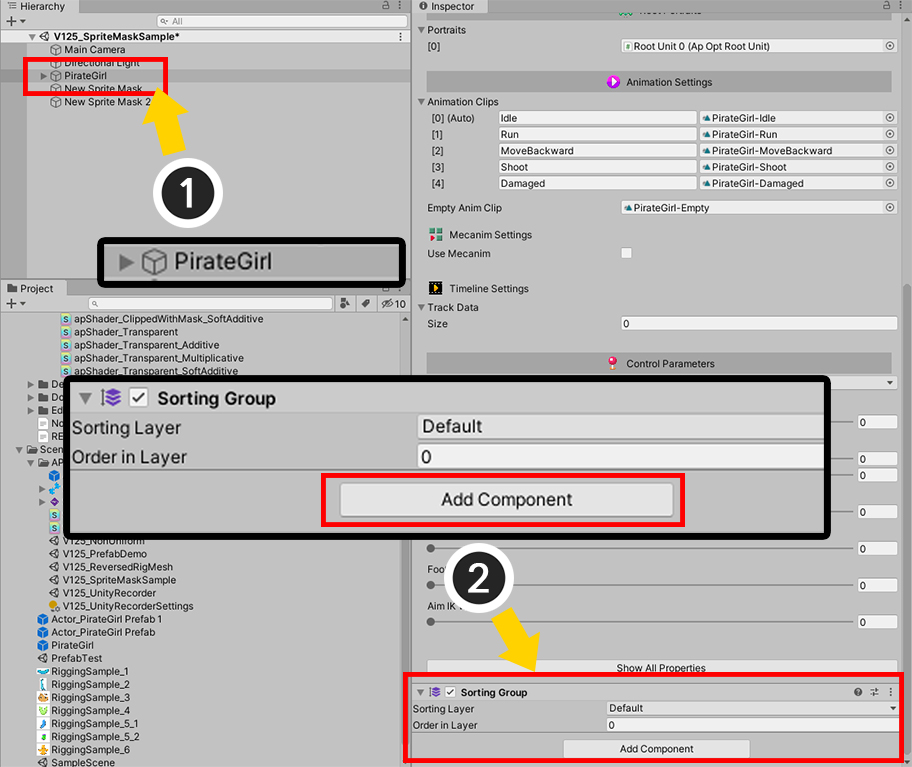 Hierarchy
All
V125_SpriteMaskSample*
Main Camera
Directional Light
PirateGirl
New Sprite Mask
New Sprite Mask 2
1
PirateGirl
Project
10
apShader_ClippedWithMask_SoftAdditive
apShader_Transparent
apShader_Transparent_Additive
apShader_Transparent_Multiplicative
apShader_Transparent_SoftAdditive
Sorting Group
Sorting Layer
Default
Order in Layer
0
Add Component
V125_NonUniform
V125_PrefabDemo
V125_ReversedRigMesh
V125_SpriteMaskSample
V125_UnityRecorder
V125_UnityRecorderSettings
Actor_PirateGirl Prefab 1
Actor_PirateGirl Prefab
PirateGirl
PrefabTest
RiggingSample_1
RiggingSample_2
RiggingSample_3
RiggingSample_4
RiggingSample_5_1
RiggingSample_5_2
RiggingSample_6
SampleScene
Inspector
Root Portraits
Portraits
[0] Root Unit 0 (Ap Opt Root Unit)
Animation Settings
Animation Clips
[0] (Auto) Idle PirateGirl-Idle
[1] Run PirateGirl-Run
[2] MoveBackward PirateGirl-MoveBackward
[3] Shoot PirateGirl-Shoot
[4] Damaged PirateGirl-Damaged
Empty Anim Clip PirateGirl-Empty
Mecanim Settings
Use Mecanim
Timeline Settings
Track Data
Size 0
Control Parameters
0
0
0
0
0
Foo
0
Aim IK
0
2
Show All Properties
Sorting Group
Sorting Layer Default
Order in Layer 0
Add Component